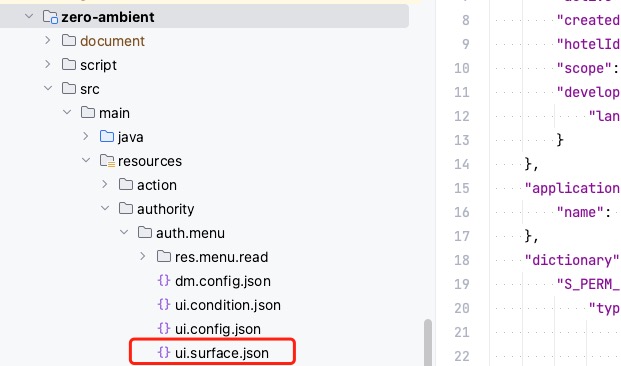 zero-ambient
document
script
src
main
java
resources
action
authority
auth.menu
res.menu.read
dm.config.json
ui.condition.json
ui.config.json
ui.surface.json
8 "created
9 "hotelId
10 "scope":
11 "develop
12 "lan
13 }
14 },
15 "application
16 "name":
17 },
18 "dictionary"
19 "S_PERM_
20 "typ
21
22